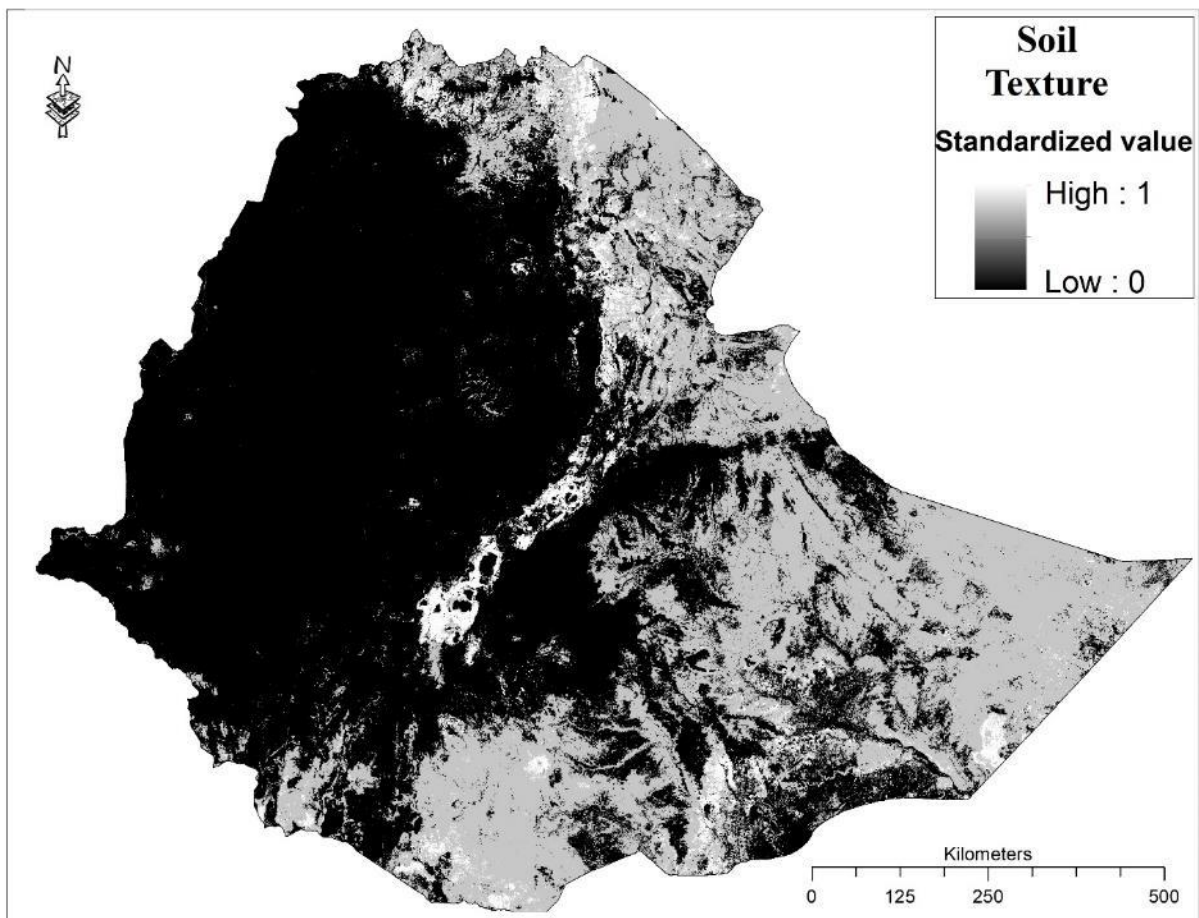 N
Soil
Texture
Standardized value
High : 1
Low : 0
Kilometers
0 125 250 500